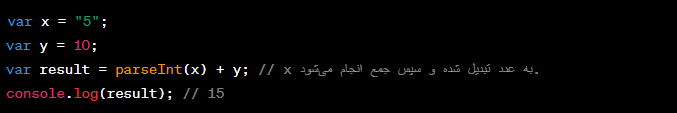 var x = "5";
var y = 10;
var result = parseInt(x) + y; // x به عدد تبدیل شده و سپس جمع انجام می‌شود.
console.log(result); // 15